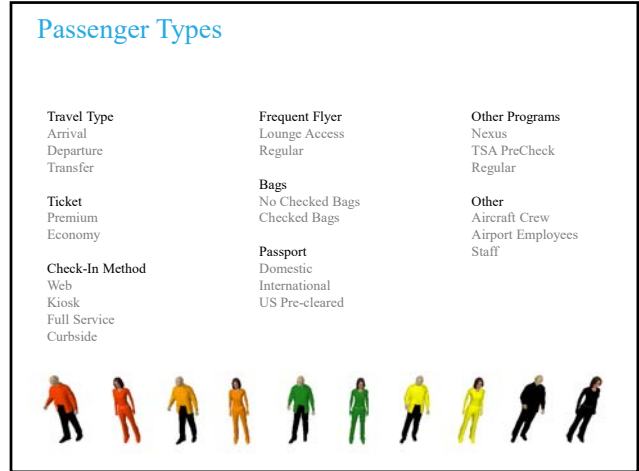 Passenger Types
Travel Type
Arrival
Departure
Transfer
Ticket
Premium
Economy
Check-In Method
Web
Kiosk
Full Service
Curbside
Frequent Flyer
Lounge Access
Regular
Bags
No Checked Bags
Checked Bags
Passport
Domestic
International
US Pre-cleared
Other Programs
Nexus
TSA PreCheck
Regular
Other
Aircraft Crew
Airport Employees
Staff